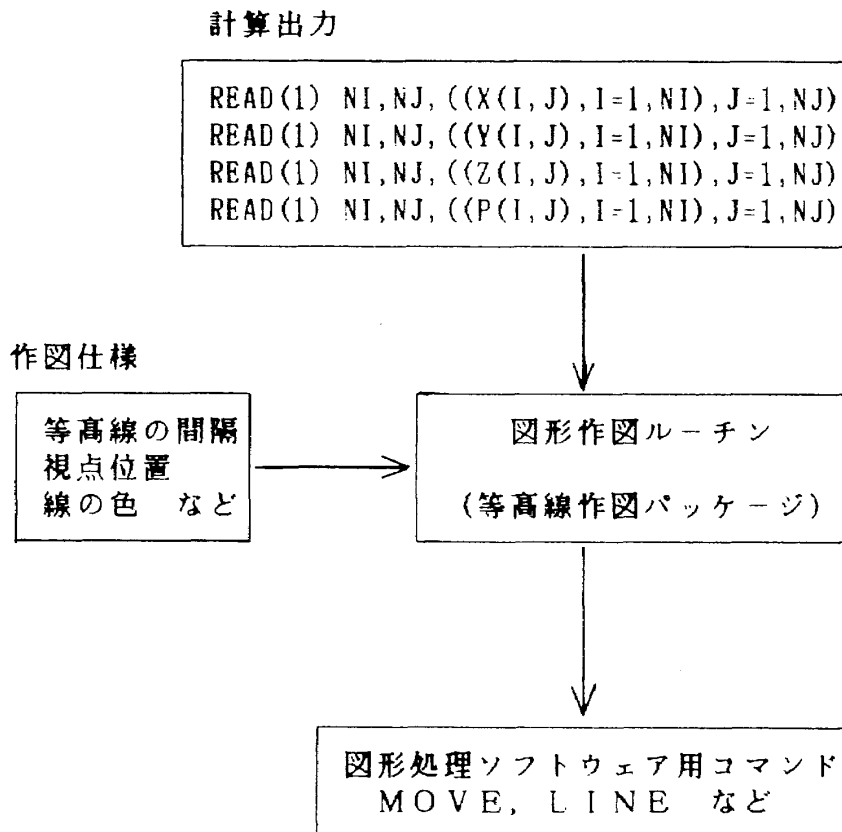 計算出力
READ(1) NI,NJ,((X(I,J),I=1,NI),J=1,NJ)
READ(1) NI,NJ,((Y(I,J),I=1,NI),J=1,NJ)
READ(1) NI,NJ,((Z(I,J),I=1,NI),J=1,NJ)
READ(1) NI,NJ,((P(I,J),I=1,NI),J=1,NJ)
作図仕様
等高線の間隔
視点位置
線の色 など
図形作図ルーチン
(等高線作図パッケージ)
図形処理ソフトウェア用コマンド
MOVE, LINE など